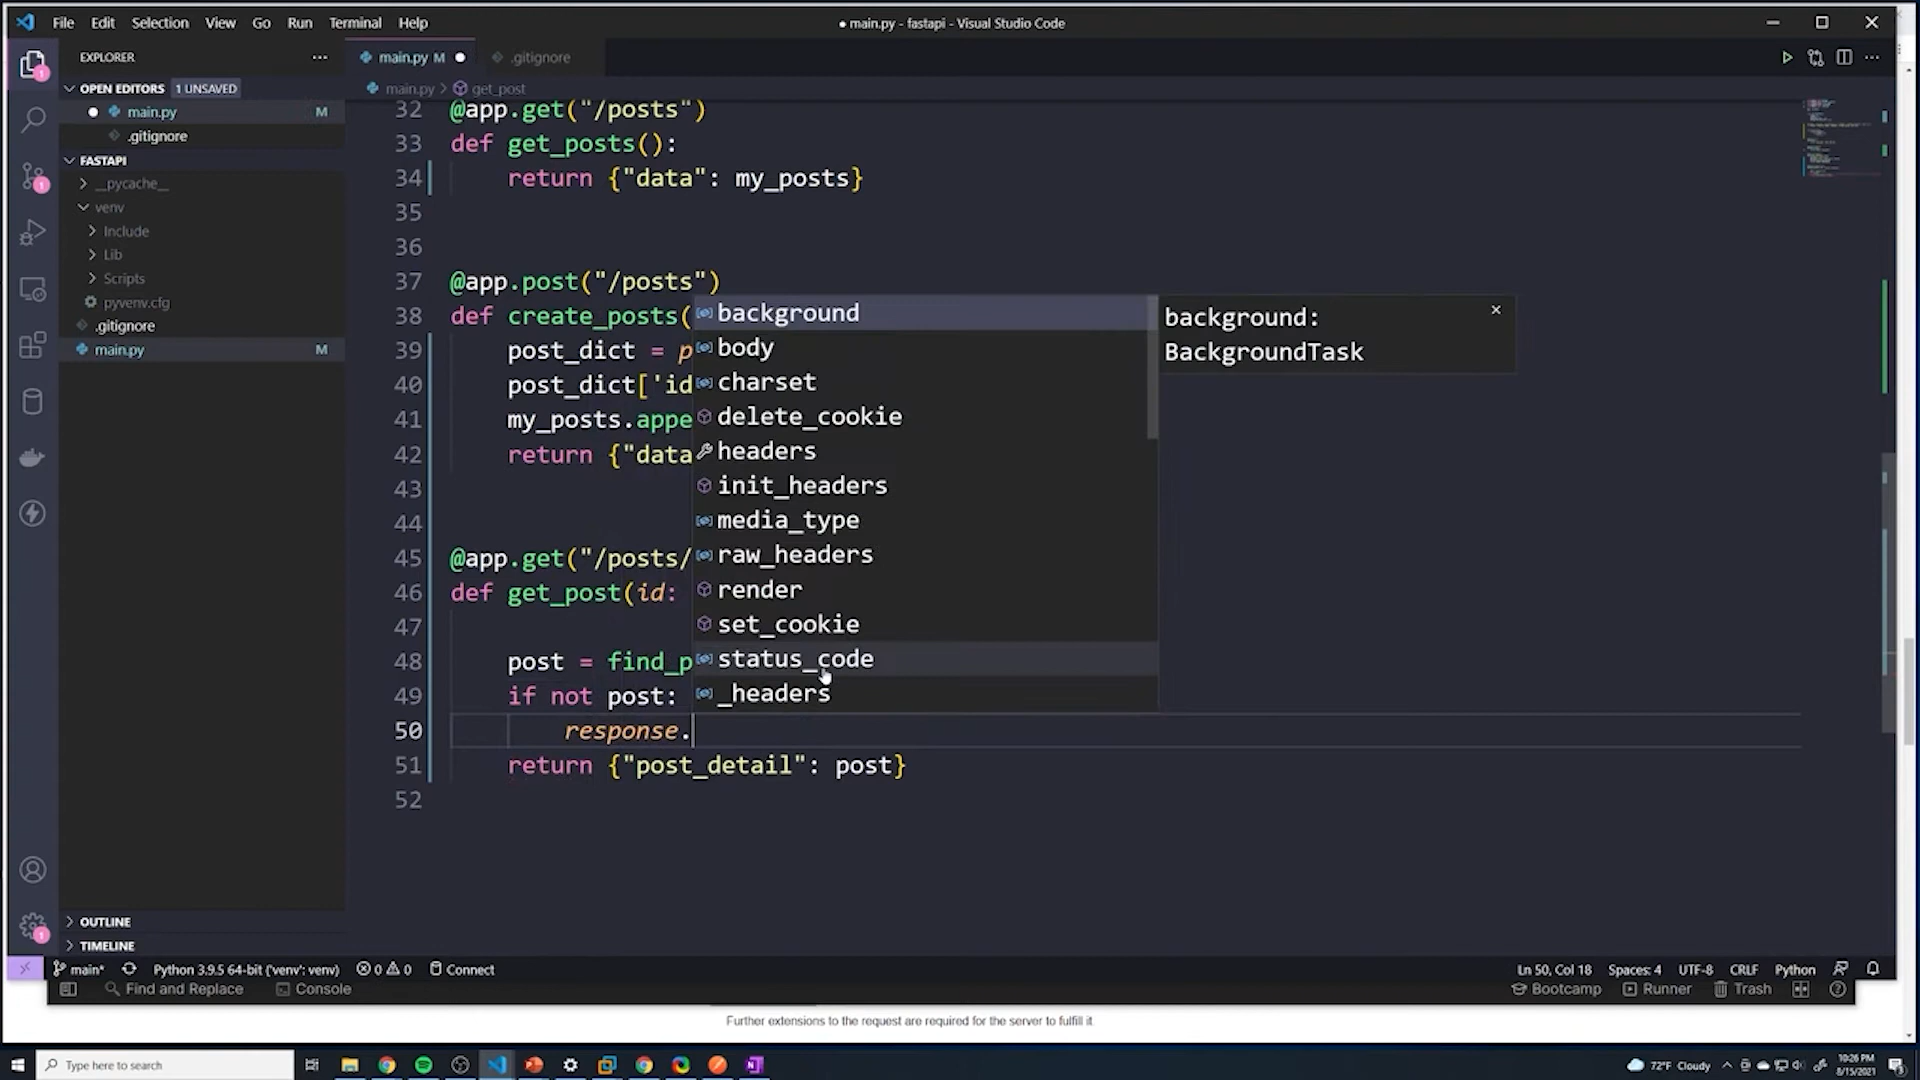 File Edit Selection View Go Run Terminal Help
● main.py - fastapi - Visual Studio Code
EXPLORER
main.py M
.gitignore
OPEN EDITORS 1 UNSAVED
main.py M
.gitignore
FASTAPI
__pycache__
venv
Include
Lib
Scripts
pyvenv.cfg
.gitignore
main.py M
OUTLINE
TIMELINE
main.py > get_post
32 @app.get("/posts")
33 def get_posts():
34 return {"data": my_posts}
35
36
37 @app.post("/posts")
38 def create_posts(
39 post_dict = p
40 post_dict['id
41 my_posts.appe
42 return {"data
43
44
45 @app.get("/posts/
46 def get_post(id:
47
48 post = find_p
49 if not post:
50 response.
51 return {"post_detail": post}
52
background
body
charset
delete_cookie
headers
init_headers
media_type
raw_headers
render
set_cookie
status_code
_headers
background:
BackgroundTask
main* Python 3.9.5 64-bit ('venv': venv) 0 0 Connect
Ln 50, Col 18 Spaces: 4 UTF-8 CRLF Python
Find and Replace Console
Bootcamp Runner Trash
Further extensions to the request are required for the server to fulfill it
Type here to search
72°F Cloudy
10:26 PM
8/15/2021